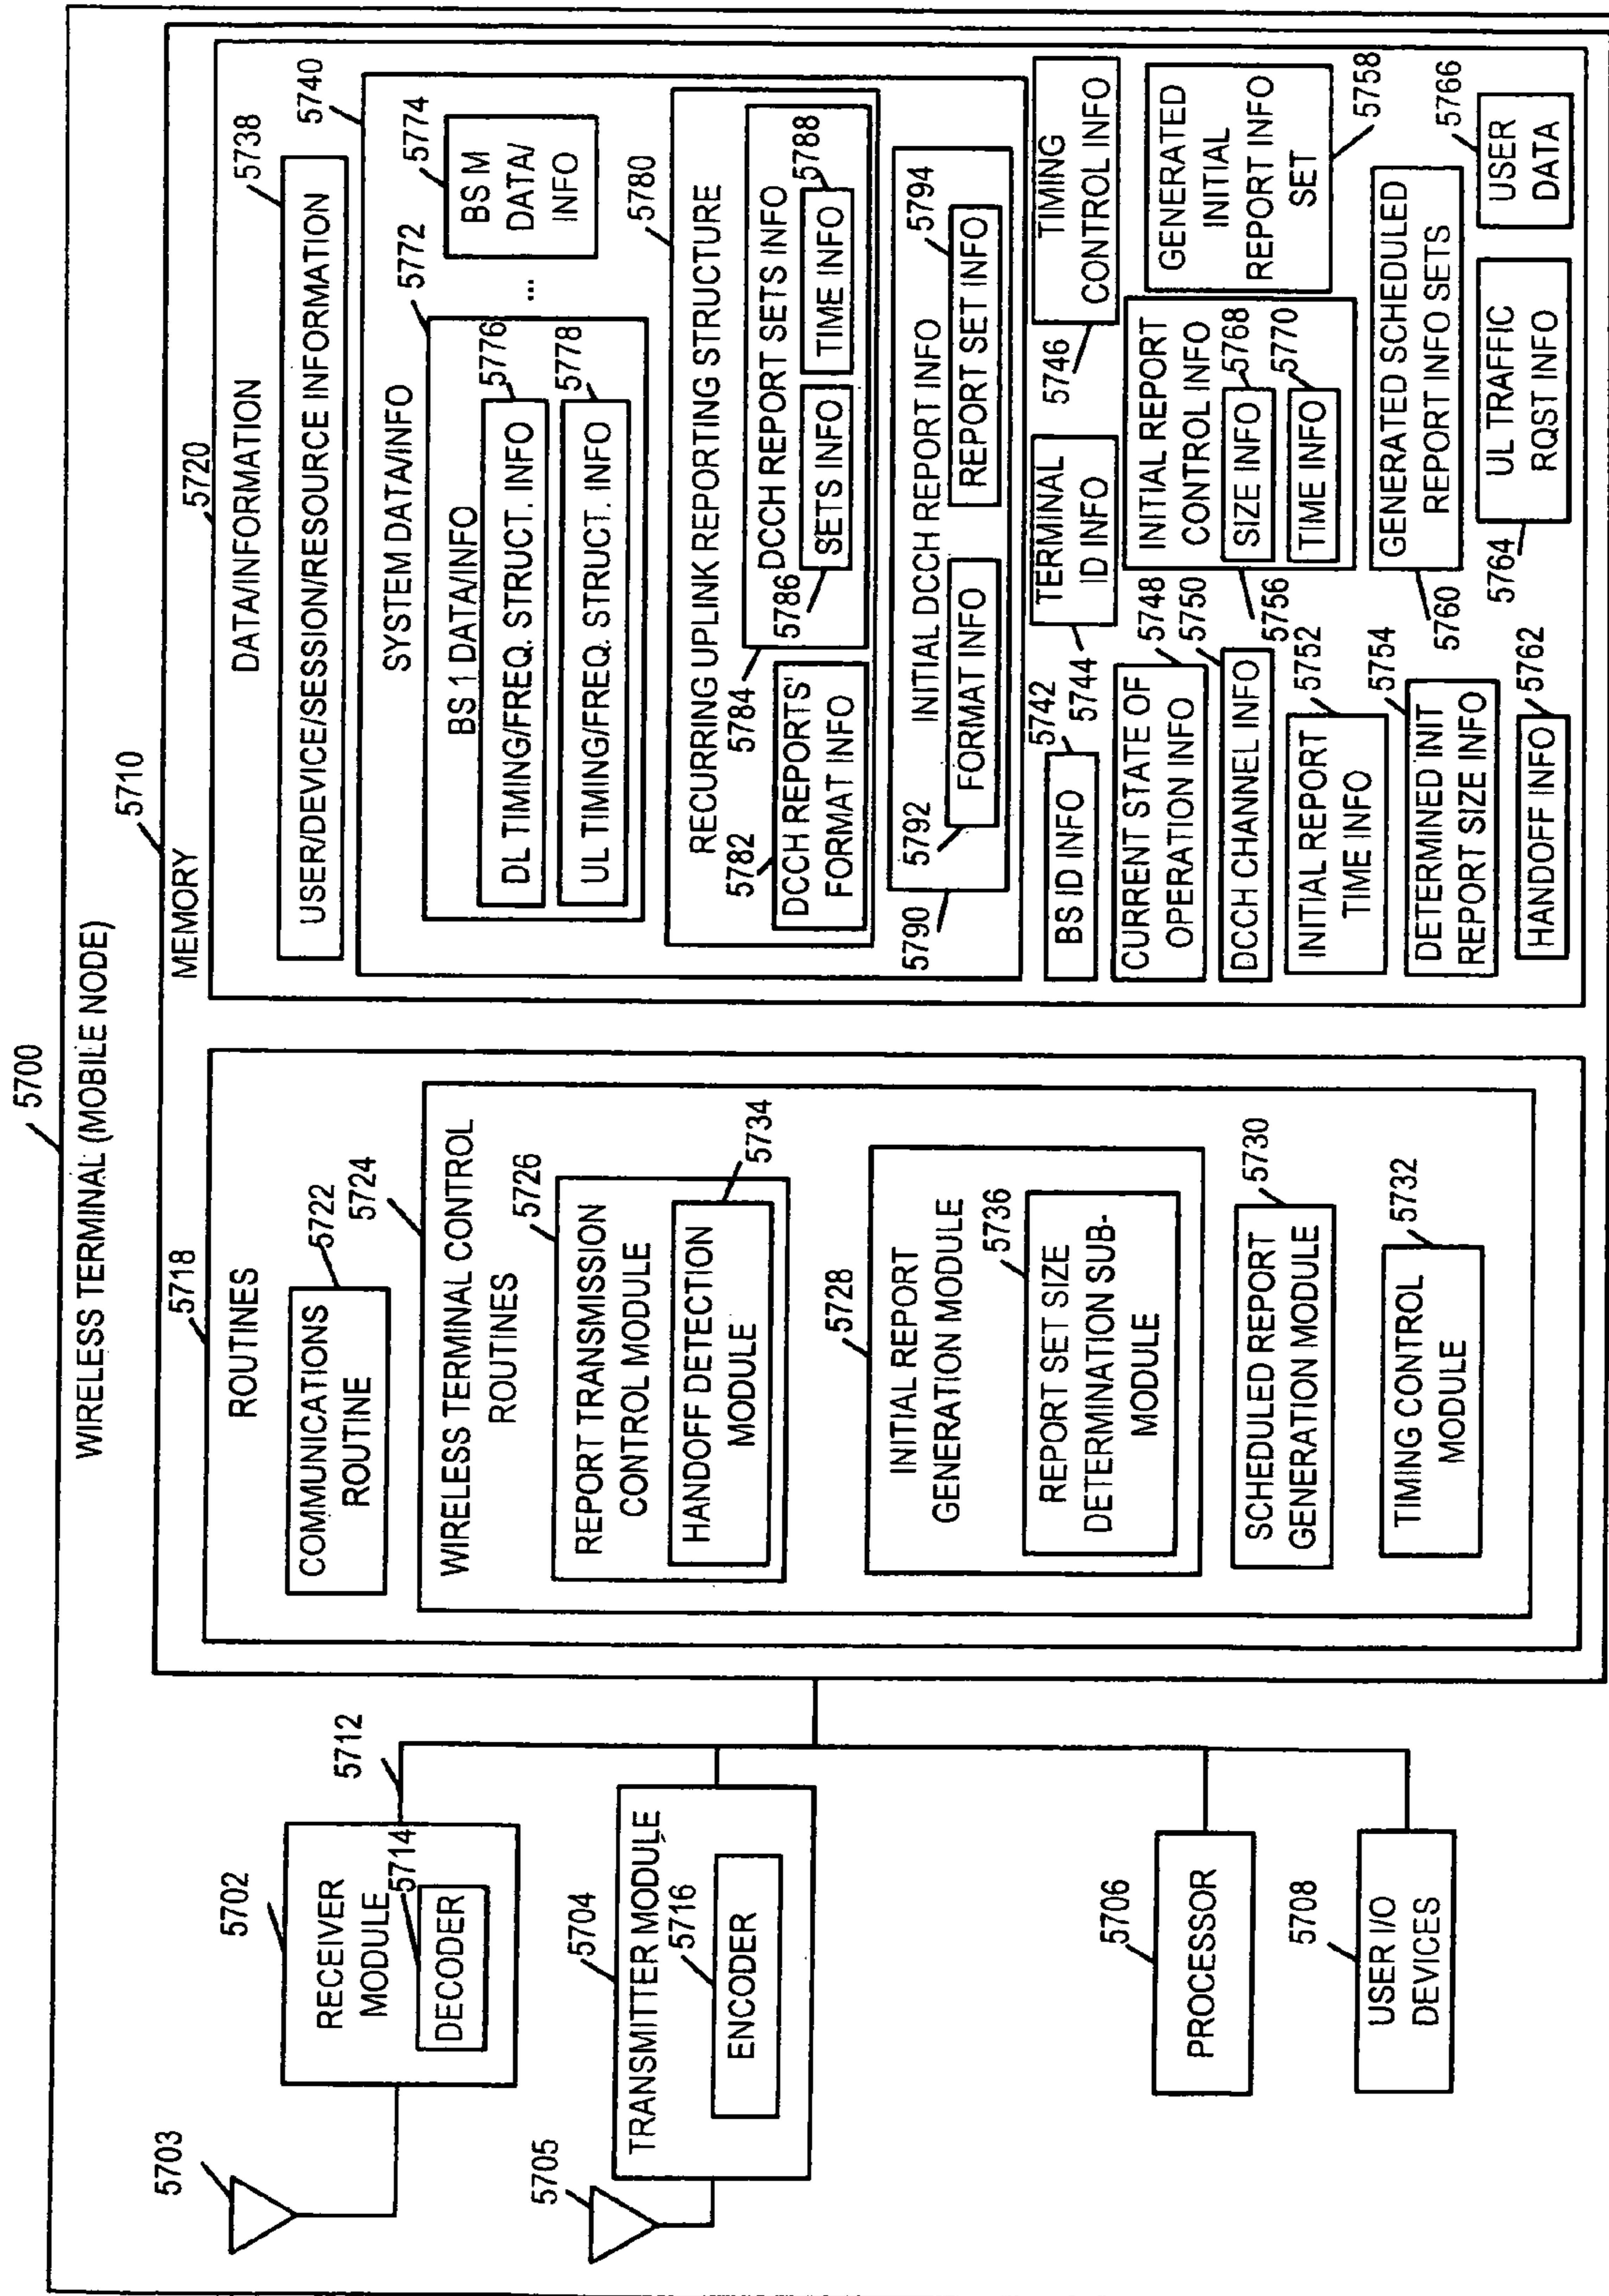 5700
WIRELESS TERMINAL (MOBILE NODE)
5703
5702
RECEIVER
MODULE
5714
DECODER
5712
5705
5704
TRANSMITTER MODULE
5716
ENCODER
5706
PROCESSOR
5708
USER I/O
DEVICES
5710
MEMORY
5718
ROUTINES
5722
COMMUNICATIONS
ROUTINE
5724
WIRELESS TERMINAL CONTROL
ROUTINES
5726
REPORT TRANSMISSION
CONTROL MODULE
5734
HANDOFF DETECTION
MODULE
5728
INITIAL REPORT
GENERATION MODULE
5736
REPORT SET SIZE
DETERMINATION SUB-
MODULE
5730
SCHEDULED REPORT
GENERATION MODULE
5732
TIMING CONTROL
MODULE
5720
DATA/INFORMATION
5738
USER/DEVICE/SESSION/RESOURCE INFORMATION
5740
SYSTEM DATA/INFO
5772
BS 1 DATA/INFO
5776
DL TIMING/FREQ. STRUCT. INFO
5778
UL TIMING/FREQ. STRUCT. INFO
...
5774
BS M
DATA/
INFO
5780
RECURRING UPLINK REPORTING STRUCTURE
5782
DCCH REPORTS'
FORMAT INFO
5784
DCCH REPORT SETS INFO
5786
SETS INFO
5788
TIME INFO
5790
INITIAL DCCH REPORT INFO
5792
FORMAT INFO
5794
REPORT SET INFO
5742
BS ID INFO
5744
TERMINAL
ID INFO
5746
TIMING
CONTROL INFO
5748
CURRENT STATE OF
OPERATION INFO
5750
DCCH CHANNEL INFO
5756
INITIAL REPORT
CONTROL INFO
5768
SIZE INFO
5770
TIME INFO
5758
GENERATED
INITIAL
REPORT INFO
SET
5752
INITIAL REPORT
TIME INFO
5754
DETERMINED INIT
REPORT SIZE INFO
5760
GENERATED SCHEDULED
REPORT INFO SETS
5762
HANDOFF INFO
5764
UL TRAFFIC
RQST INFO
5766
USER
DATA